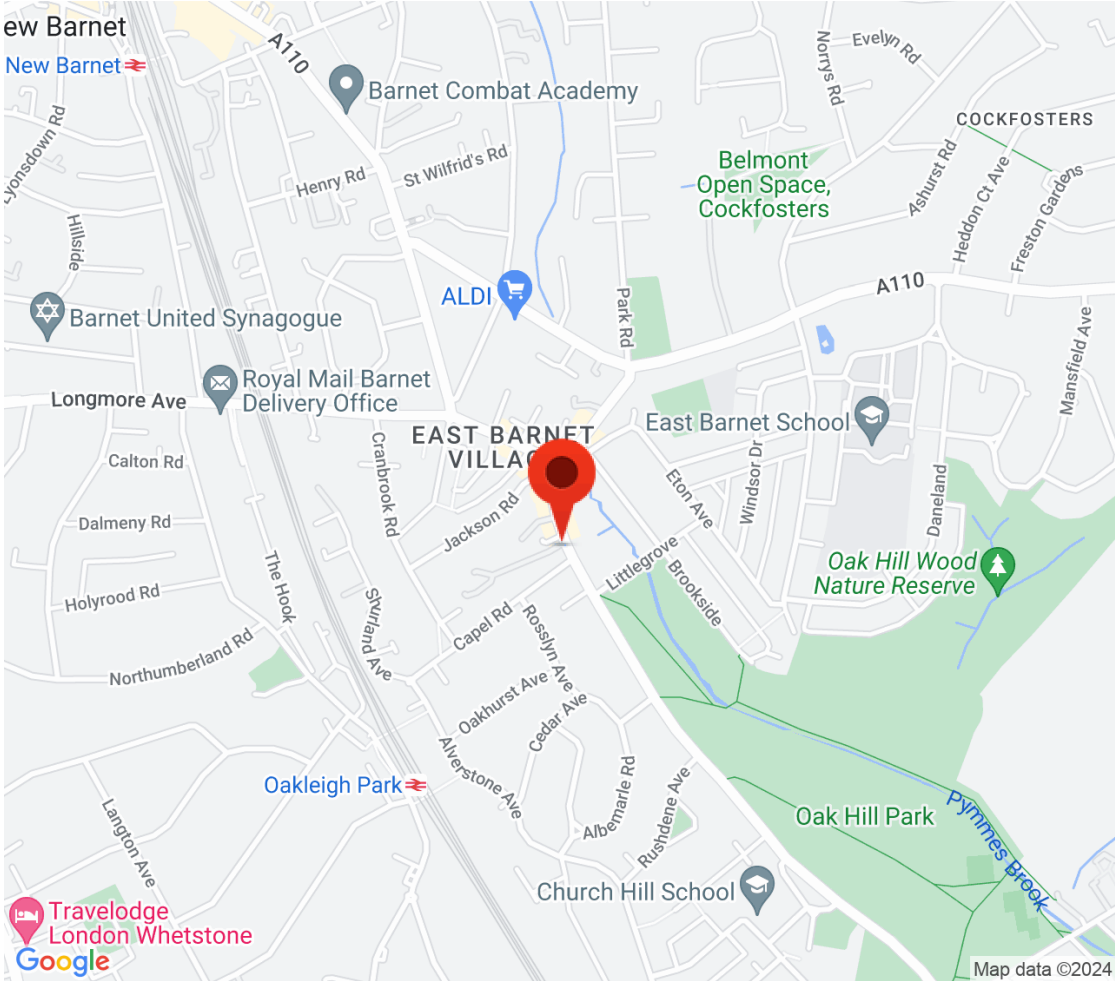 ew Barnet
New Barnet
A110
Barnet Combat Academy
Norrys Rd
Evelyn Rd
COCKFOSTERS
Lyonsdown Rd
Henry Rd
St Wilfrid's Rd
Belmont
Open Space,
Cockfosters
Ashurst Rd
Heddon Ct Ave
Freston Gardens
Hillside
ALDI
Park Rd
A110
Barnet United Synagogue
Mansfield Ave
Royal Mail Barnet
Delivery Office
Longmore Ave
EAST BARNET
VILLAG
East Barnet School
Calton Rd
Cranbrook Rd
Eton Ave
Windsor Dr
Daneland
Dalmeny Rd
Jackson Rd
The Hook
Littlegrove
Brookside
Oak Hill Wood
Nature Reserve
Holyrood Rd
Shurland Ave
Capel Rd
Rosslyn Ave
Northumberland Rd
Oakhurst Ave
Cedar Ave
Alverstone Ave
Oakleigh Park
Albemarle Rd
Rushdene Ave
Oak Hill Park
Pymmes Brook
Langton Ave
Church Hill School
Travelodge
London Whetstone
Google
Map data ©2024